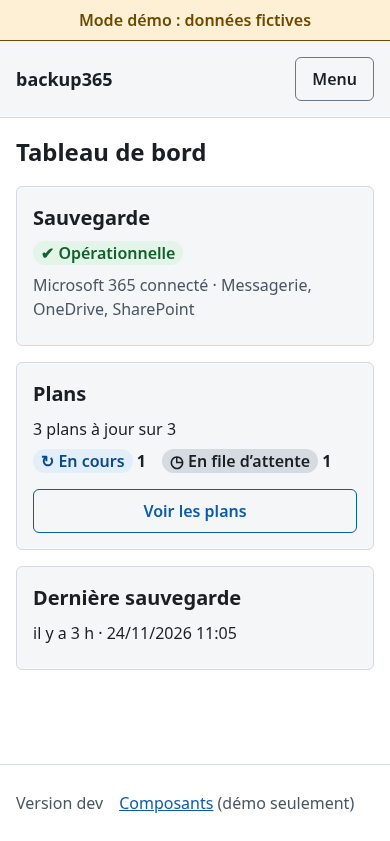 Mode démo : données fictives
backup365
Menu
Tableau de bord
Sauvegarde
✔ Opérationnelle
Microsoft 365 connecté · Messagerie,
OneDrive, SharePoint
Plans
3 plans à jour sur 3
↻ En cours 1 ◷ En file d’attente 1
Voir les plans
Dernière sauvegarde
il y a 3 h · 24/11/2026 11:05
Version dev Composants (démo seulement)